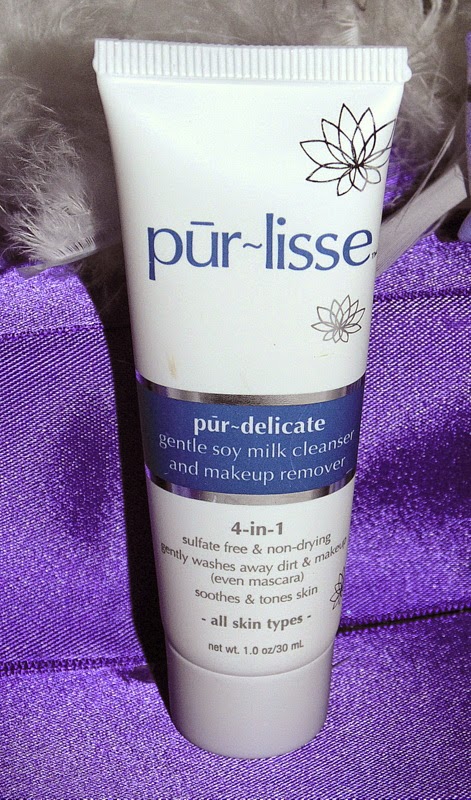 pūr~lisse™
pūr~delicate
gentle soy milk cleanser
and makeup remover
4-in-1
sulfate free & non-drying
gently washes away dirt & makeup
(even mascara)
soothes & tones skin
- all skin types -
net wt. 1.0 oz/30 mL